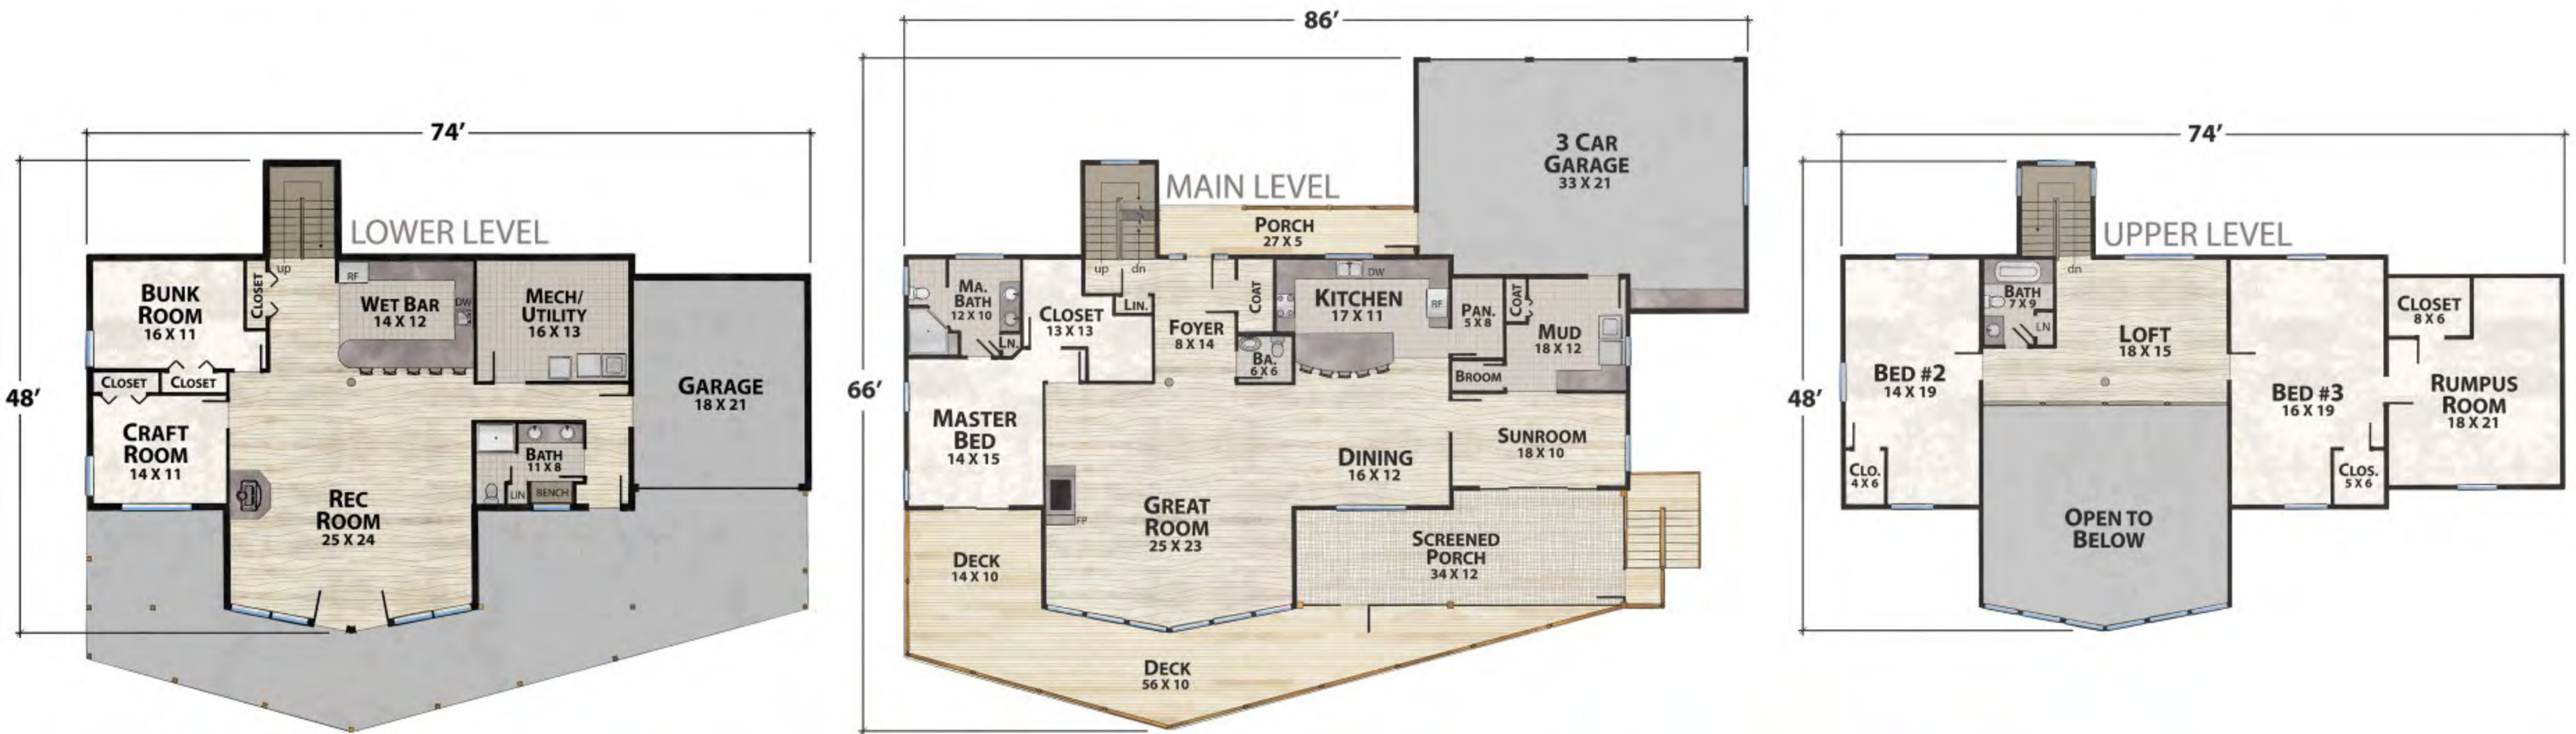 74'
48'
LOWER LEVEL
up
BUNK
ROOM
16 X 11
CLOSET
RF
WET BAR
14 X 12
DW
MECH/
UTILITY
16 X 13
CLOSET
CLOSET
GARAGE
18 X 21
CRAFT
ROOM
14 X 11
BATH
11 X 8
LIN
BENCH
REC
ROOM
25 X 24
86'
66'
MAIN LEVEL
3 CAR
GARAGE
33 X 21
PORCH
27 X 5
up
dn
MA.
BATH
12 X 10
LN.
CLOSET
13 X 13
LIN.
FOYER
8 X 14
COAT
DW
KITCHEN
17 X 11
RF
PAN.
5 X 8
COAT
MUD
18 X 12
BA.
6 X 6
BROOM
MASTER
BED
14 X 15
SUNROOM
18 X 10
DINING
16 X 12
GREAT
ROOM
25 X 23
FP
DECK
14 X 10
SCREENED
PORCH
34 X 12
DECK
56 X 10
74'
48'
UPPER LEVEL
dn
BATH
7 X 9
LN
LOFT
18 X 15
BED #2
14 X 19
CLO.
4 X 6
BED #3
16 X 19
CLOS.
5 X 6
CLOSET
8 X 6
RUMPUS
ROOM
18 X 21
OPEN TO
BELOW